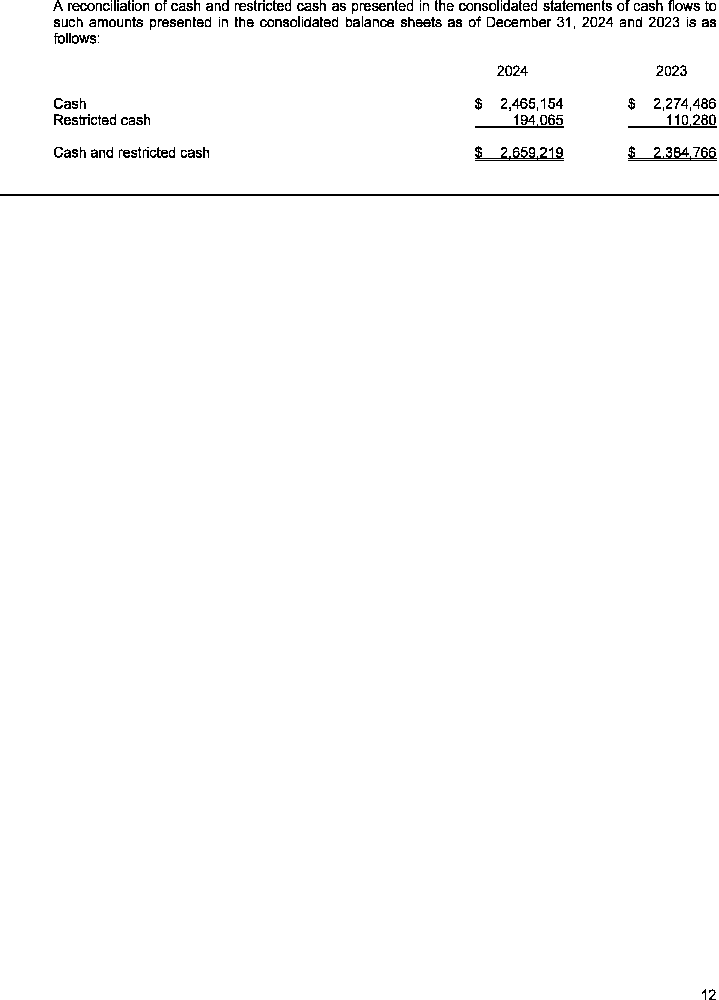 A reconciliation of cash and restricted cash as presented in the consolidated statements of cash flows to
such amounts presented in the consolidated balance sheets as of December 31, 2024 and 2023 is as
follows:
2024 2023
Cash $ 2,465,154 $ 2,274,486
Restricted cash 194,065 110,280
Cash and restricted cash $ 2,659,219 $ 2,384,766
12